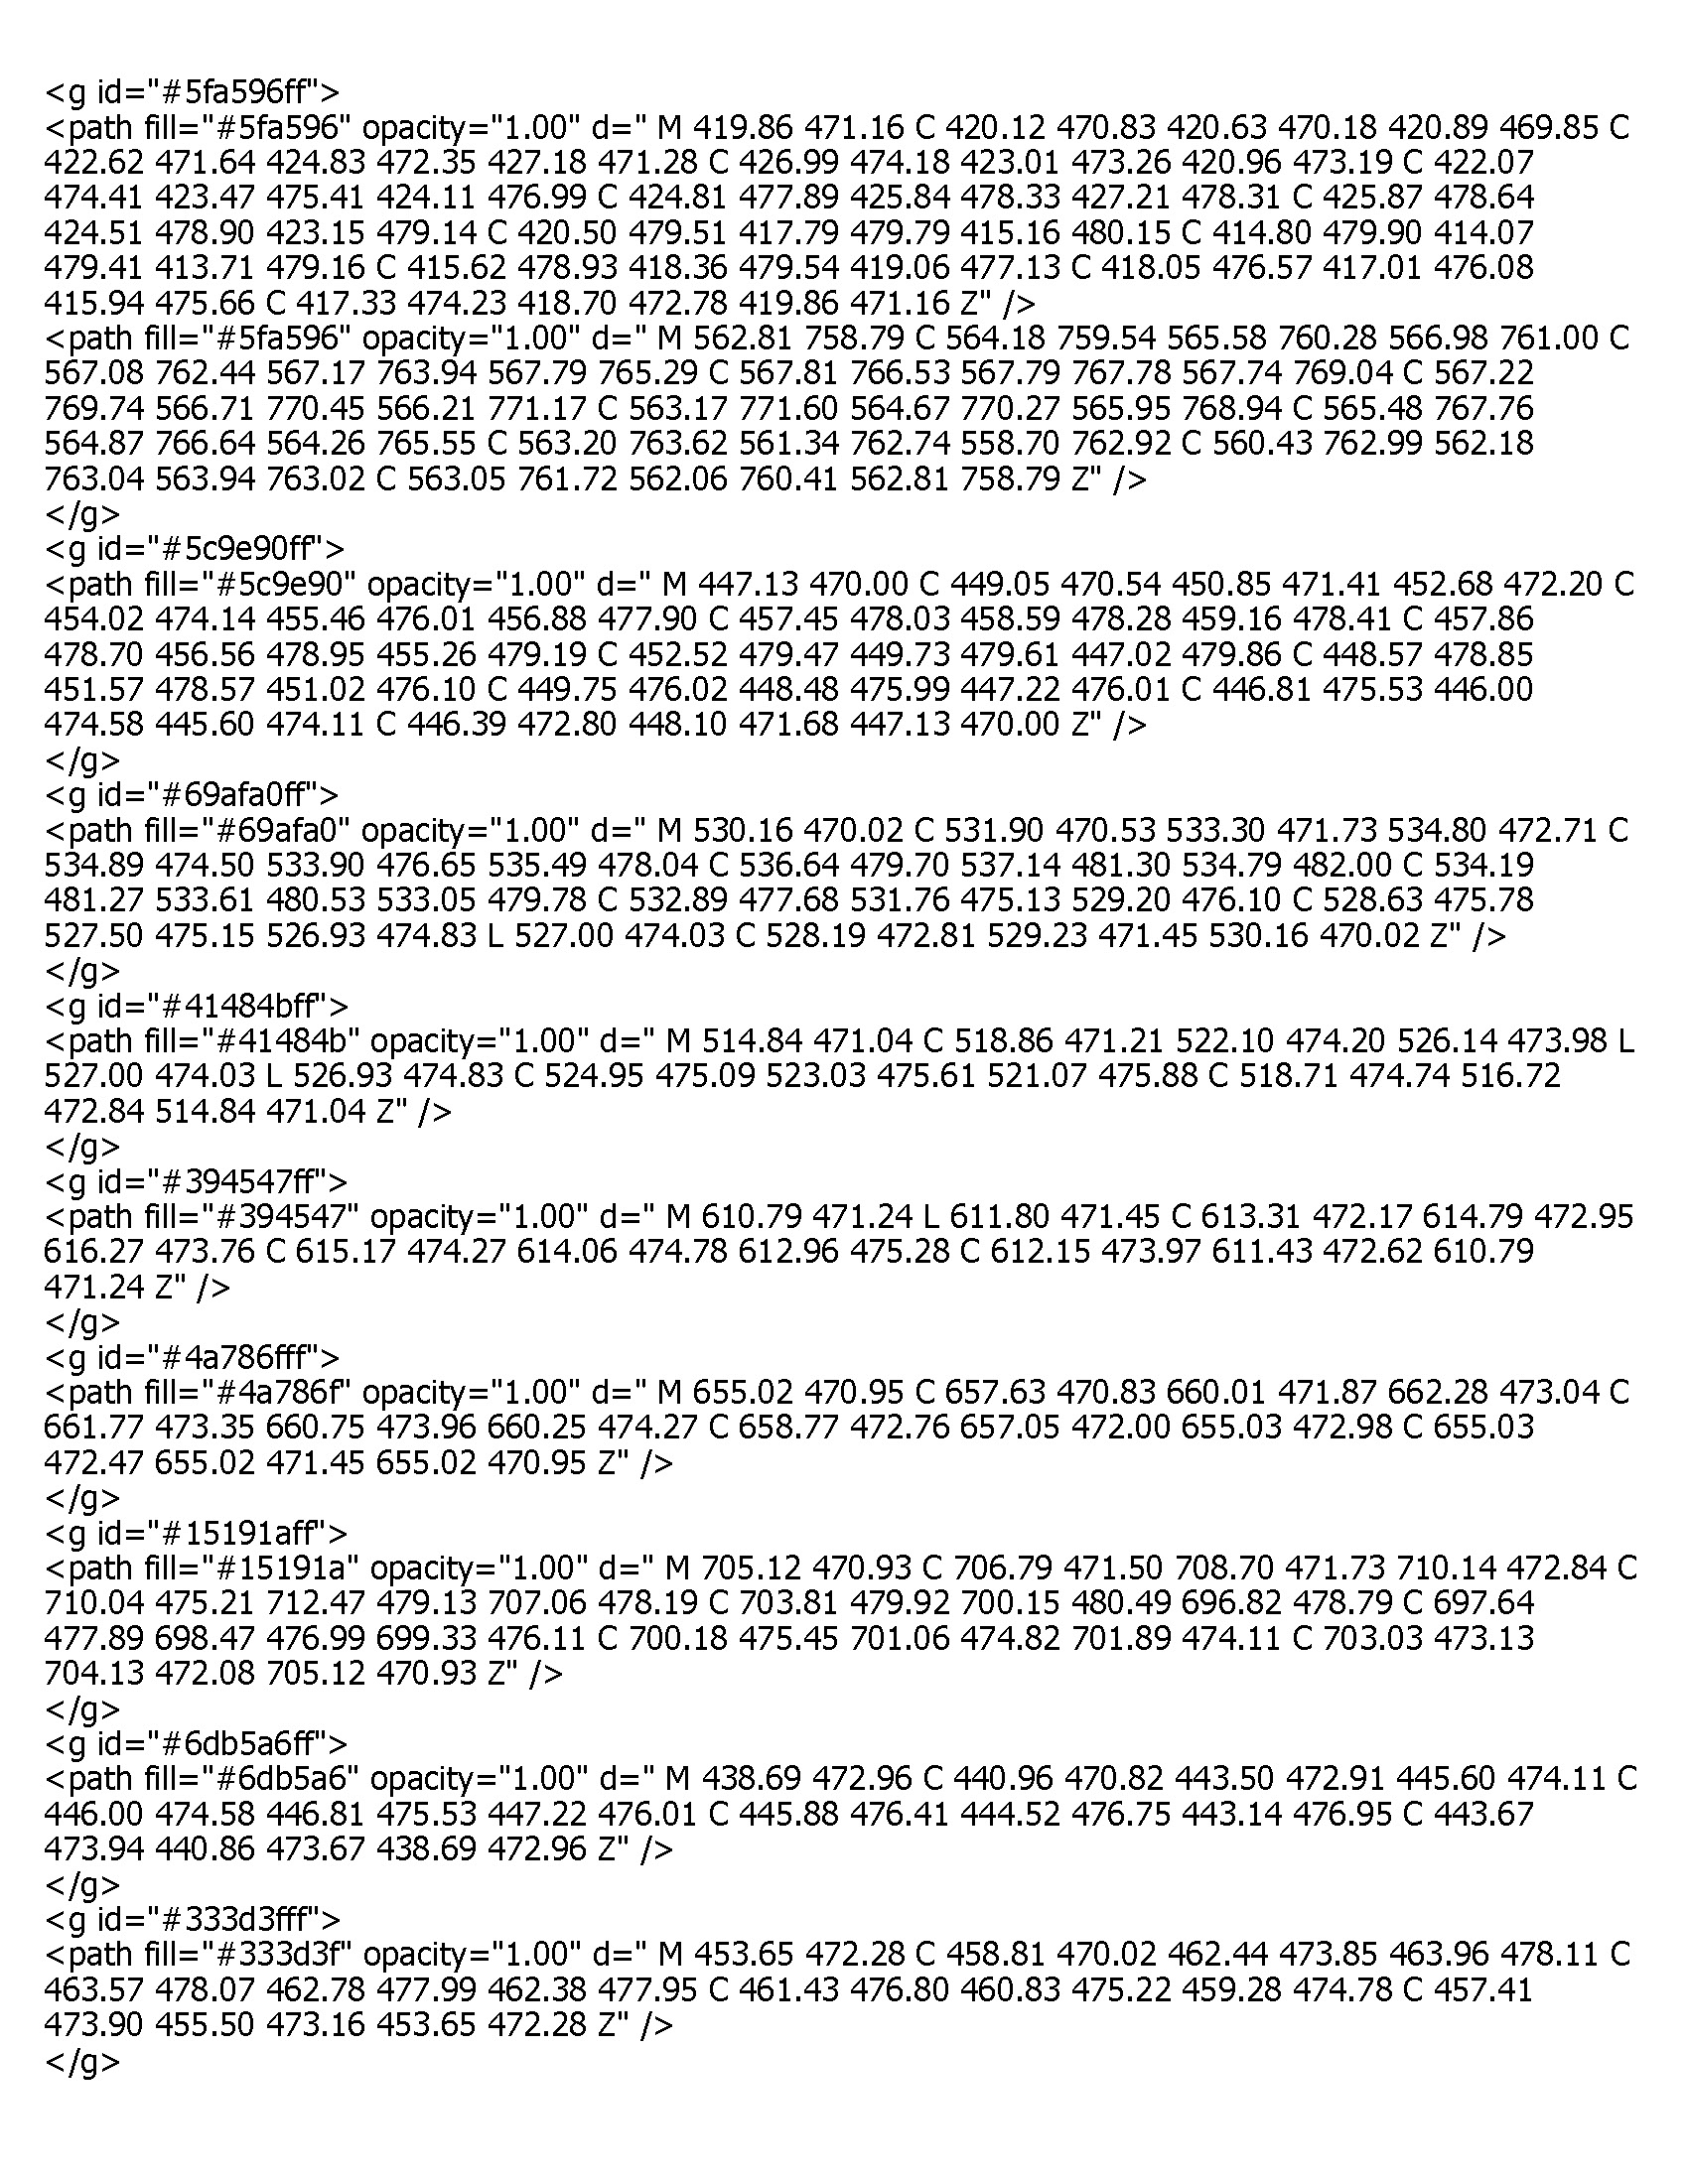 <g id="#5fa596ff">
<path fill="#5fa596" opacity="1.00" d=" M 419.86 471.16 C 420.12 470.83 420.63 470.18 420.89 469.85 C
422.62 471.64 424.83 472.35 427.18 471.28 C 426.99 474.18 423.01 473.26 420.96 473.19 C 422.07
474.41 423.47 475.41 424.11 476.99 C 424.81 477.89 425.84 478.33 427.21 478.31 C 425.87 478.64
424.51 478.90 423.15 479.14 C 420.50 479.51 417.79 479.79 415.16 480.15 C 414.80 479.90 414.07
479.41 413.71 479.16 C 415.62 478.93 418.36 479.54 419.06 477.13 C 418.05 476.57 417.01 476.08
415.94 475.66 C 417.33 474.23 418.70 472.78 419.86 471.16 Z" />
<path fill="#5fa596" opacity="1.00" d=" M 562.81 758.79 C 564.18 759.54 565.58 760.28 566.98 761.00 C
567.08 762.44 567.17 763.94 567.79 765.29 C 567.81 766.53 567.79 767.78 567.74 769.04 C 567.22
769.74 566.71 770.45 566.21 771.17 C 563.17 771.60 564.67 770.27 565.95 768.94 C 565.48 767.76
564.87 766.64 564.26 765.55 C 563.20 763.62 561.34 762.74 558.70 762.92 C 560.43 762.99 562.18
763.04 563.94 763.02 C 563.05 761.72 562.06 760.41 562.81 758.79 Z" />
</g>
<g id="#5c9e90ff">
<path fill="#5c9e90" opacity="1.00" d=" M 447.13 470.00 C 449.05 470.54 450.85 471.41 452.68 472.20 C
454.02 474.14 455.46 476.01 456.88 477.90 C 457.45 478.03 458.59 478.28 459.16 478.41 C 457.86
478.70 456.56 478.95 455.26 479.19 C 452.52 479.47 449.73 479.61 447.02 479.86 C 448.57 478.85
451.57 478.57 451.02 476.10 C 449.75 476.02 448.48 475.99 447.22 476.01 C 446.81 475.53 446.00
474.58 445.60 474.11 C 446.39 472.80 448.10 471.68 447.13 470.00 Z" />
</g>
<g id="#69afa0ff">
<path fill="#69afa0" opacity="1.00" d=" M 530.16 470.02 C 531.90 470.53 533.30 471.73 534.80 472.71 C
534.89 474.50 533.90 476.65 535.49 478.04 C 536.64 479.70 537.14 481.30 534.79 482.00 C 534.19
481.27 533.61 480.53 533.05 479.78 C 532.89 477.68 531.76 475.13 529.20 476.10 C 528.63 475.78
527.50 475.15 526.93 474.83 L 527.00 474.03 C 528.19 472.81 529.23 471.45 530.16 470.02 Z" />
</g>
<g id="#41484bff">
<path fill="#41484b" opacity="1.00" d=" M 514.84 471.04 C 518.86 471.21 522.10 474.20 526.14 473.98 L
527.00 474.03 L 526.93 474.83 C 524.95 475.09 523.03 475.61 521.07 475.88 C 518.71 474.74 516.72
472.84 514.84 471.04 Z" />
</g>
<g id="#394547ff">
<path fill="#394547" opacity="1.00" d=" M 610.79 471.24 L 611.80 471.45 C 613.31 472.17 614.79 472.95
616.27 473.76 C 615.17 474.27 614.06 474.78 612.96 475.28 C 612.15 473.97 611.43 472.62 610.79
471.24 Z" />
</g>
<g id="#4a786fff">
<path fill="#4a786f" opacity="1.00" d=" M 655.02 470.95 C 657.63 470.83 660.01 471.87 662.28 473.04 C
661.77 473.35 660.75 473.96 660.25 474.27 C 658.77 472.76 657.05 472.00 655.03 472.98 C 655.03
472.47 655.02 471.45 655.02 470.95 Z" />
</g>
<g id="#15191aff">
<path fill="#15191a" opacity="1.00" d=" M 705.12 470.93 C 706.79 471.50 708.70 471.73 710.14 472.84 C
710.04 475.21 712.47 479.13 707.06 478.19 C 703.81 479.92 700.15 480.49 696.82 478.79 C 697.64
477.89 698.47 476.99 699.33 476.11 C 700.18 475.45 701.06 474.82 701.89 474.11 C 703.03 473.13
704.13 472.08 705.12 470.93 Z" />
</g>
<g id="#6db5a6ff">
<path fill="#6db5a6" opacity="1.00" d=" M 438.69 472.96 C 440.96 470.82 443.50 472.91 445.60 474.11 C
446.00 474.58 446.81 475.53 447.22 476.01 C 445.88 476.41 444.52 476.75 443.14 476.95 C 443.67
473.94 440.86 473.67 438.69 472.96 Z" />
</g>
<g id="#333d3fff">
<path fill="#333d3f" opacity="1.00" d=" M 453.65 472.28 C 458.81 470.02 462.44 473.85 463.96 478.11 C
463.57 478.07 462.78 477.99 462.38 477.95 C 461.43 476.80 460.83 475.22 459.28 474.78 C 457.41
473.90 455.50 473.16 453.65 472.28 Z" />
</g>